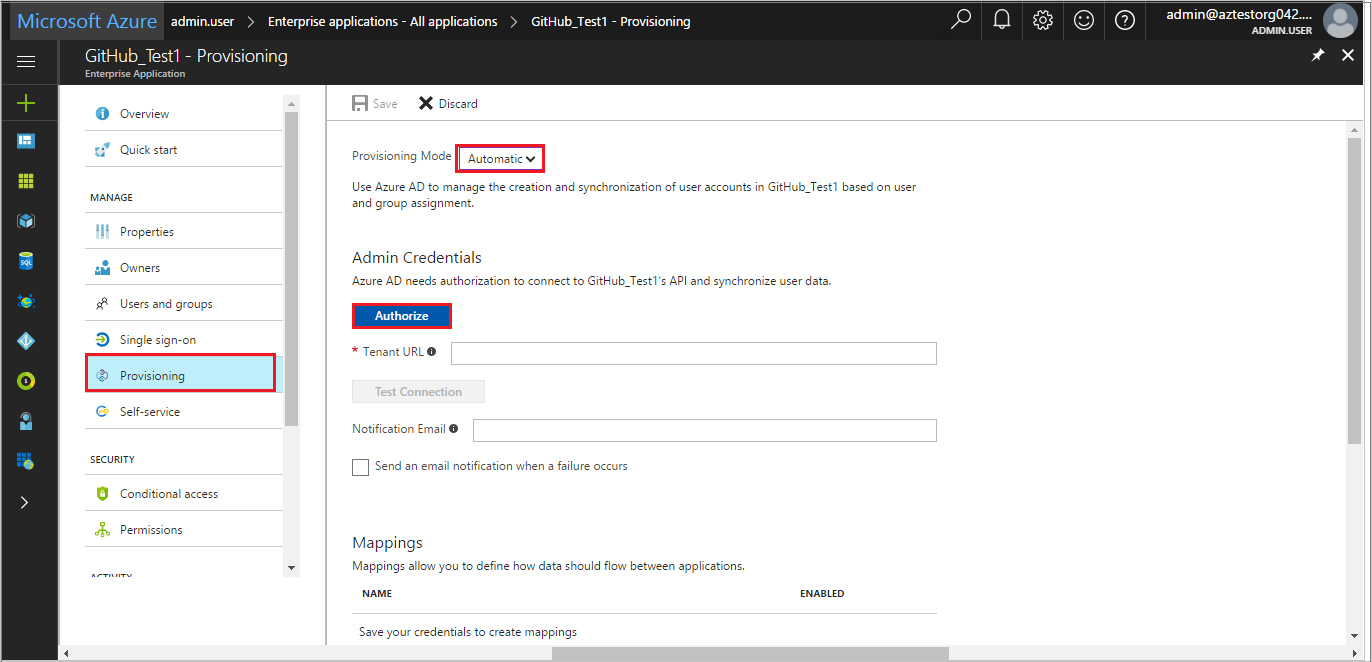 Microsoft Azure admin.user > Enterprise applications - All applications > GitHub_Test1 - Provisioning
admin@aztestorg042....
ADMIN.USER
GitHub_Test1 - Provisioning
Enterprise Application
Overview
Quick start
MANAGE
Properties
Owners
Users and groups
Single sign-on
Provisioning
Self-service
SECURITY
Conditional access
Permissions
ACTIVITY
SQL
Save
Discard
Provisioning Mode
Automatic
Use Azure AD to manage the creation and synchronization of user accounts in GitHub_Test1 based on user
and group assignment.
Admin Credentials
Azure AD needs authorization to connect to GitHub_Test1's API and synchronize user data.
Authorize
* Tenant URL
Test Connection
Notification Email
Send an email notification when a failure occurs
Mappings
Mappings allow you to define how data should flow between applications.
NAME ENABLED
Save your credentials to create mappings